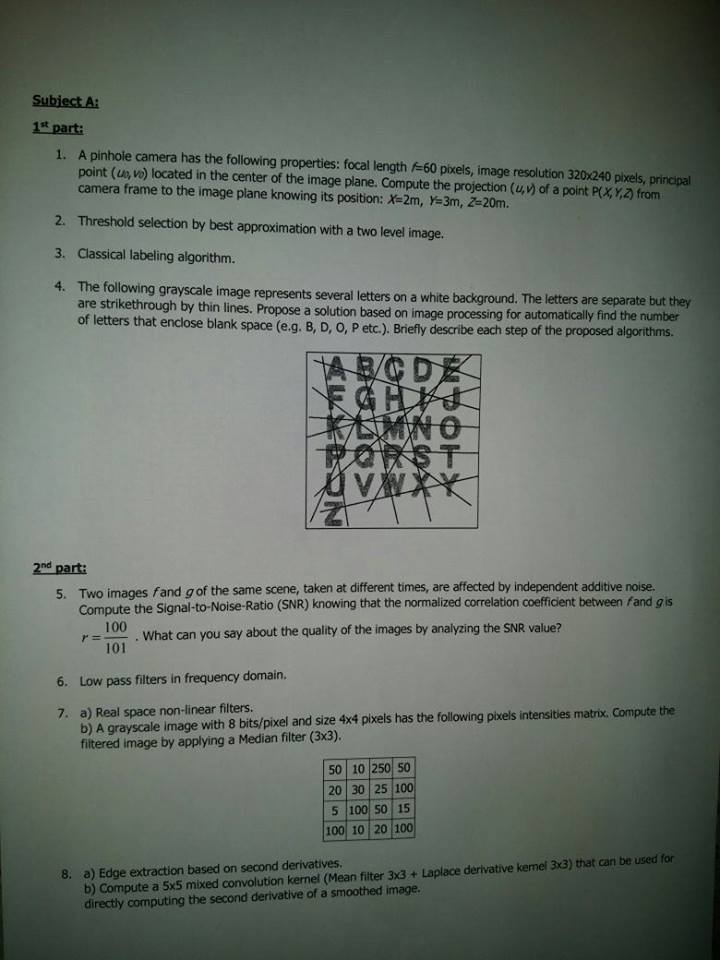 Subject A:
1st part:
1. A pinhole camera has the following properties: focal length f=60 pixels, image resolution 320x240 pixels, principal
point (u0, v0) located in the center of the image plane. Compute the projection (u,v) of a point P(X,Y,Z) from
camera frame to the image plane knowing its position: X=2m, Y=3m, Z=20m.
2. Threshold selection by best approximation with a two level image.
3. Classical labeling algorithm.
4. The following grayscale image represents several letters on a white background. The letters are separate but they
are strikethrough by thin lines. Propose a solution based on image processing for automatically find the number
of letters that enclose blank space (e.g. B, D, O, P etc.). Briefly describe each step of the proposed algorithms.
A B C D E
F G H I J
K L M N O
P Q R S T
U V W X Y
Z
2nd part:
5. Two images f and g of the same scene, taken at different times, are affected by independent additive noise.
Compute the Signal-to-Noise-Ratio (SNR) knowing that the normalized correlation coefficient between f and g is
r = 100/101 . What can you say about the quality of the images by analyzing the SNR value?
6. Low pass filters in frequency domain.
7. a) Real space non-linear filters.
b) A grayscale image with 8 bits/pixel and size 4x4 pixels has the following pixels intensities matrix. Compute the
filtered image by applying a Median filter (3x3).
50 10 250 50
20 30 25 100
5 100 50 15
100 10 20 100
8. a) Edge extraction based on second derivatives.
b) Compute a 5x5 mixed convolution kernel (Mean filter 3x3 + Laplace derivative kernel 3x3) that can be used for
directly computing the second derivative of a smoothed image.